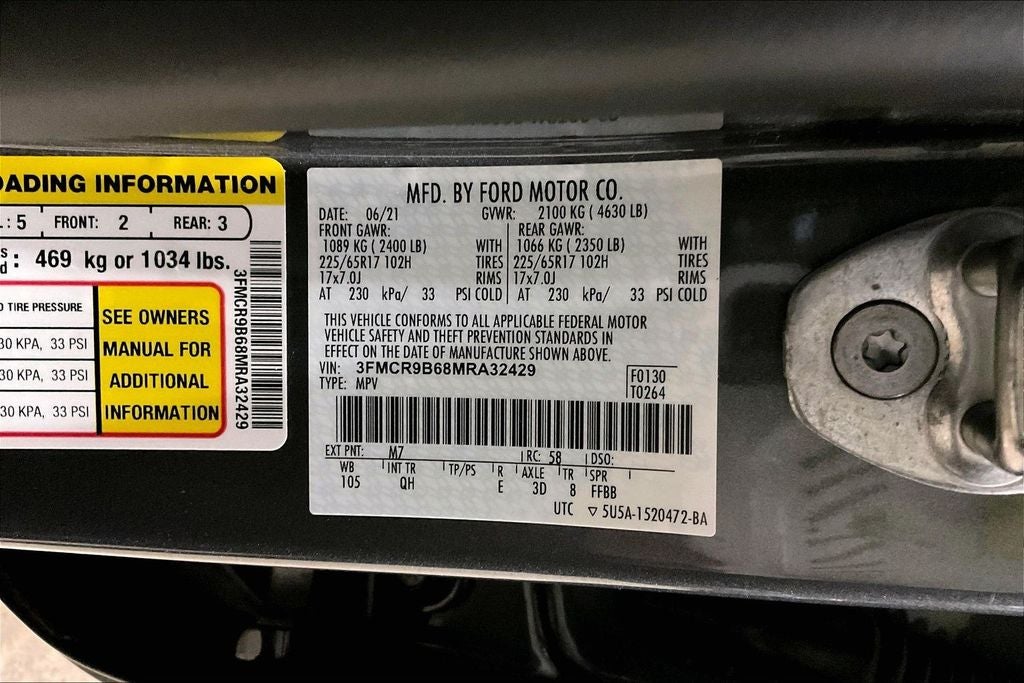 OADING INFORMATION
: 5 FRONT: 2 REAR: 3
: 469 kg or 1034 lbs.
TIRE PRESSURE
30 KPA, 33 PSI
30 KPA, 33 PSI
30 KPA, 33 PSI
SEE OWNERS
MANUAL FOR
ADDITIONAL
INFORMATION
3FMCR9B68MRA32429
MFD. BY FORD MOTOR CO.
DATE: 06/21 GVWR: 2100 KG ( 4630 LB)
FRONT GAWR: REAR GAWR:
1089 KG ( 2400 LB) WITH 1066 KG ( 2350 LB) WITH
225/65R17 102H TIRES 225/65R17 102H TIRES
17x7.0J RIMS 17x7.0J RIMS
AT 230 kPa/ 33 PSI COLD AT 230 kPa/ 33 PSI COLD
THIS VEHICLE CONFORMS TO ALL APPLICABLE FEDERAL MOTOR
VEHICLE SAFETY AND THEFT PREVENTION STANDARDS IN
EFFECT ON THE DATE OF MANUFACTURE SHOWN ABOVE.
VIN: 3FMCR9B68MRA32429
TYPE: MPV
F0130
T0264
EXT PNT: M7 RC: 58 DSO:
WB INT TR TP/PS R AXLE TR SPR
105 QH E 3D 8 FFBB
UTC ▽ 5U5A-1520472-BA